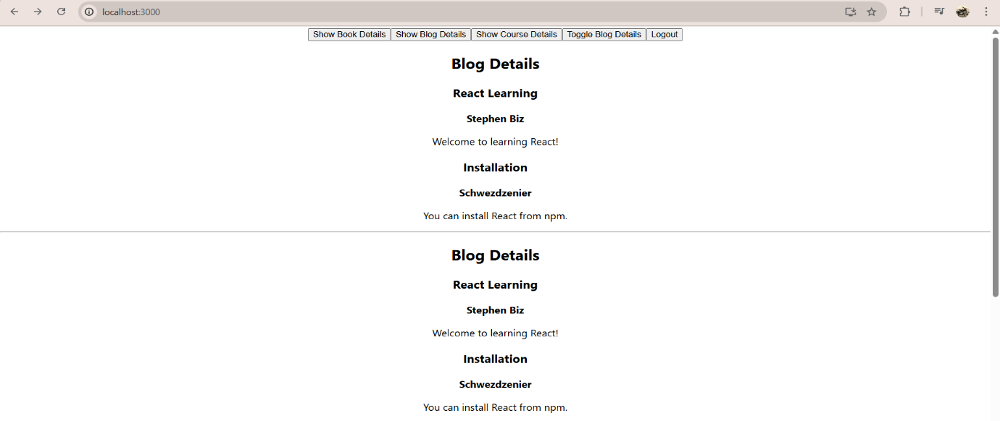 localhost:3000
Show Book Details Show Blog Details Show Course Details Toggle Blog Details Logout
Blog Details
React Learning
Stephen Biz
Welcome to learning React!
Installation
Schwezdzenier
You can install React from npm.
Blog Details
React Learning
Stephen Biz
Welcome to learning React!
Installation
Schwezdzenier
You can install React from npm.